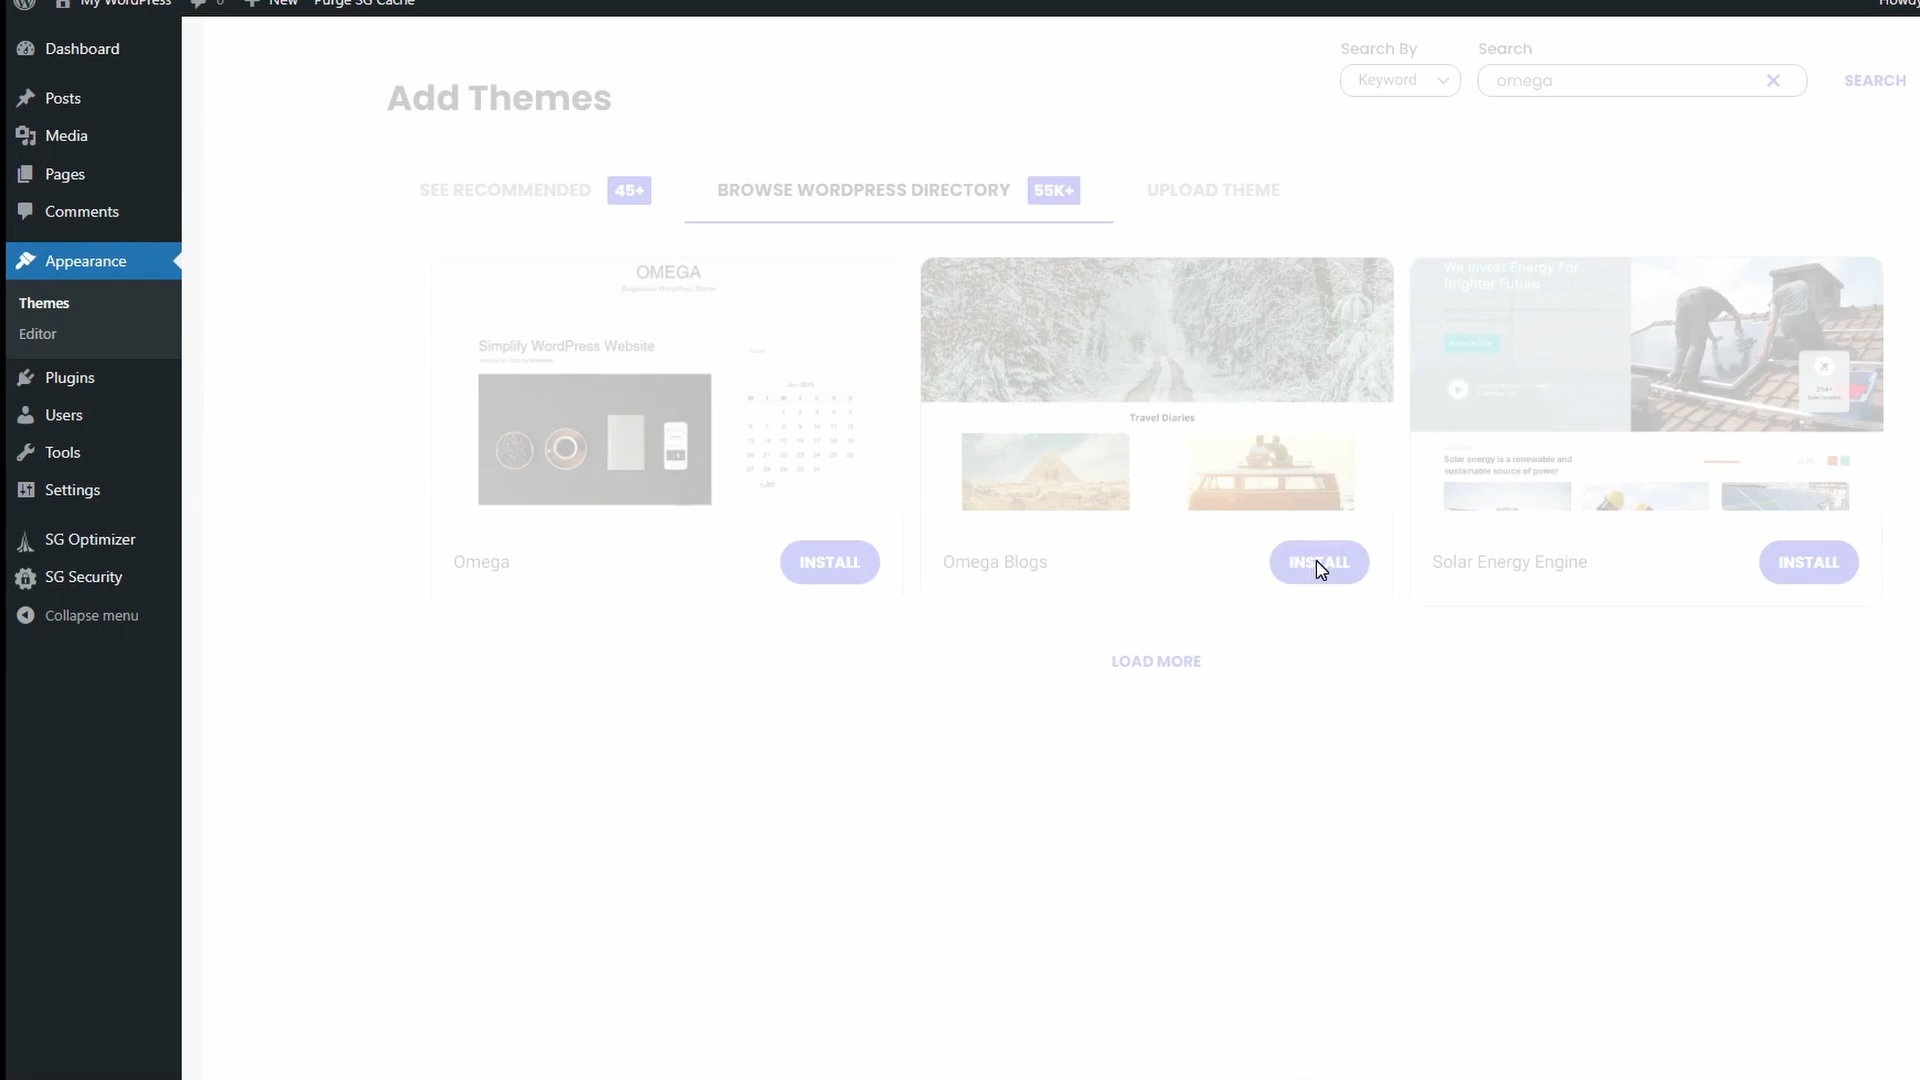 My WordPress 0 New Purge SG Cache
Dashboard
Posts
Media
Pages
Comments
Appearance
Themes
Editor
Plugins
Users
Tools
Settings
SG Optimizer
SG Security
Collapse menu
Search By
Search
Keyword
omega
SEARCH
Add Themes
SEE RECOMMENDED 45+
BROWSE WORDPRESS DIRECTORY 55K+
UPLOAD THEME
OMEGA
Responsive WordPress Theme
Simplify WordPress Website
Omega
INSTALL
Travel Diaries
Omega Blogs
INSTALL
We Invest Energy For
Brighter Future
Solar energy is a renewable and
sustainable source of power
Solar Energy Engine
INSTALL
LOAD MORE